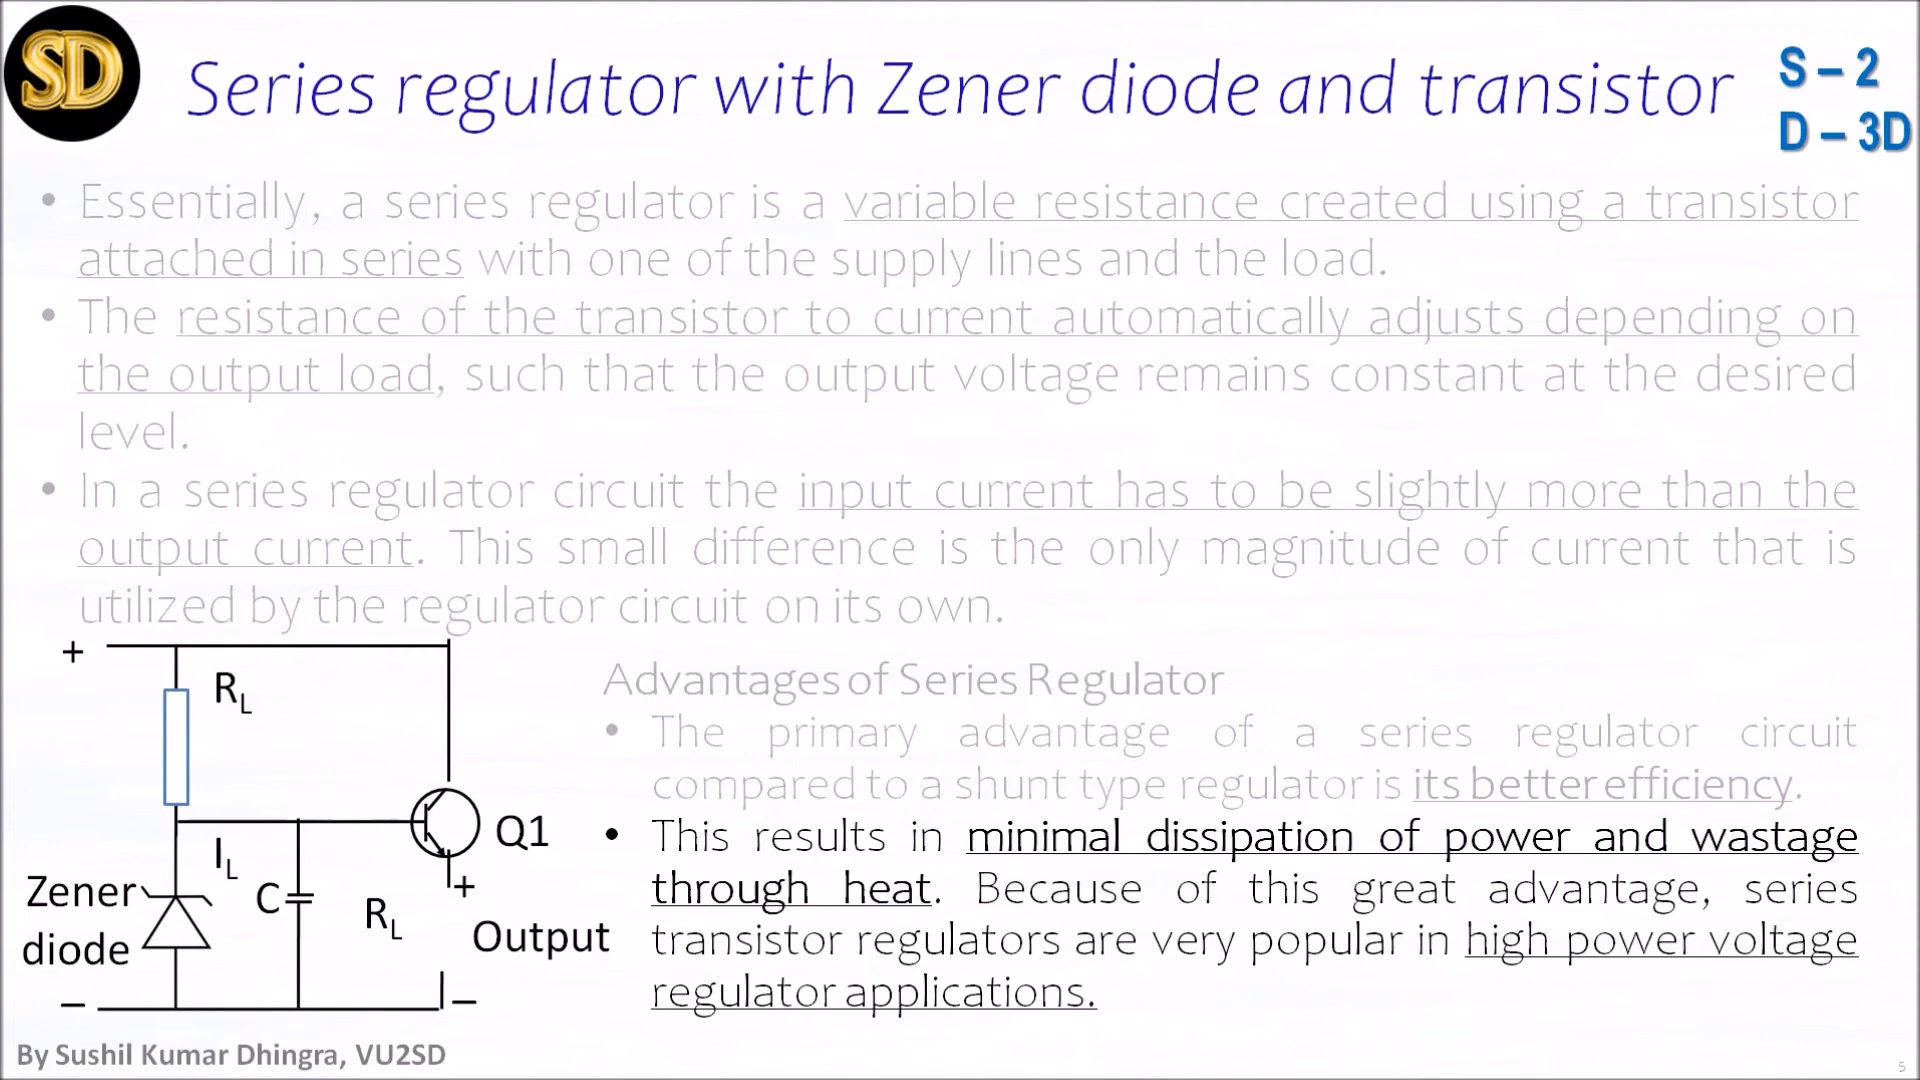 SD
Series regulator with Zener diode and transistor
S – 2
D – 3D
• Essentially, a series regulator is a variable resistance created using a transistor
attached in series with one of the supply lines and the load.
• The resistance of the transistor to current automatically adjusts depending on
the output load, such that the output voltage remains constant at the desired
level.
• In a series regulator circuit the input current has to be slightly more than the
output current. This small difference is the only magnitude of current that is
utilized by the regulator circuit on its own.
+
RL
Q1
IL
Zener
diode
C
+
RL
Output
–
–
Advantages of Series Regulator
• The primary advantage of a series regulator circuit
compared to a shunt type regulator is its better efficiency.
• This results in minimal dissipation of power and wastage
through heat. Because of this great advantage, series
transistor regulators are very popular in high power voltage
regulator applications.
By Sushil Kumar Dhingra, VU2SD
5